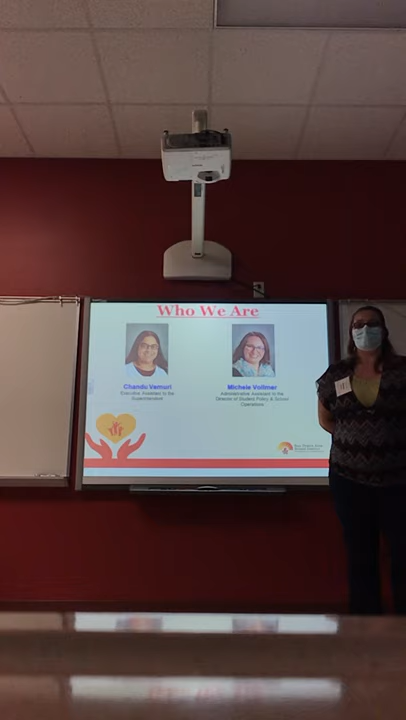 Who We Are
Chandu Vemuri
Executive Assistant to the
Superintendent
Michele Vollmer
Administrative Assistant to the
Director of Student Policy & School
Operations